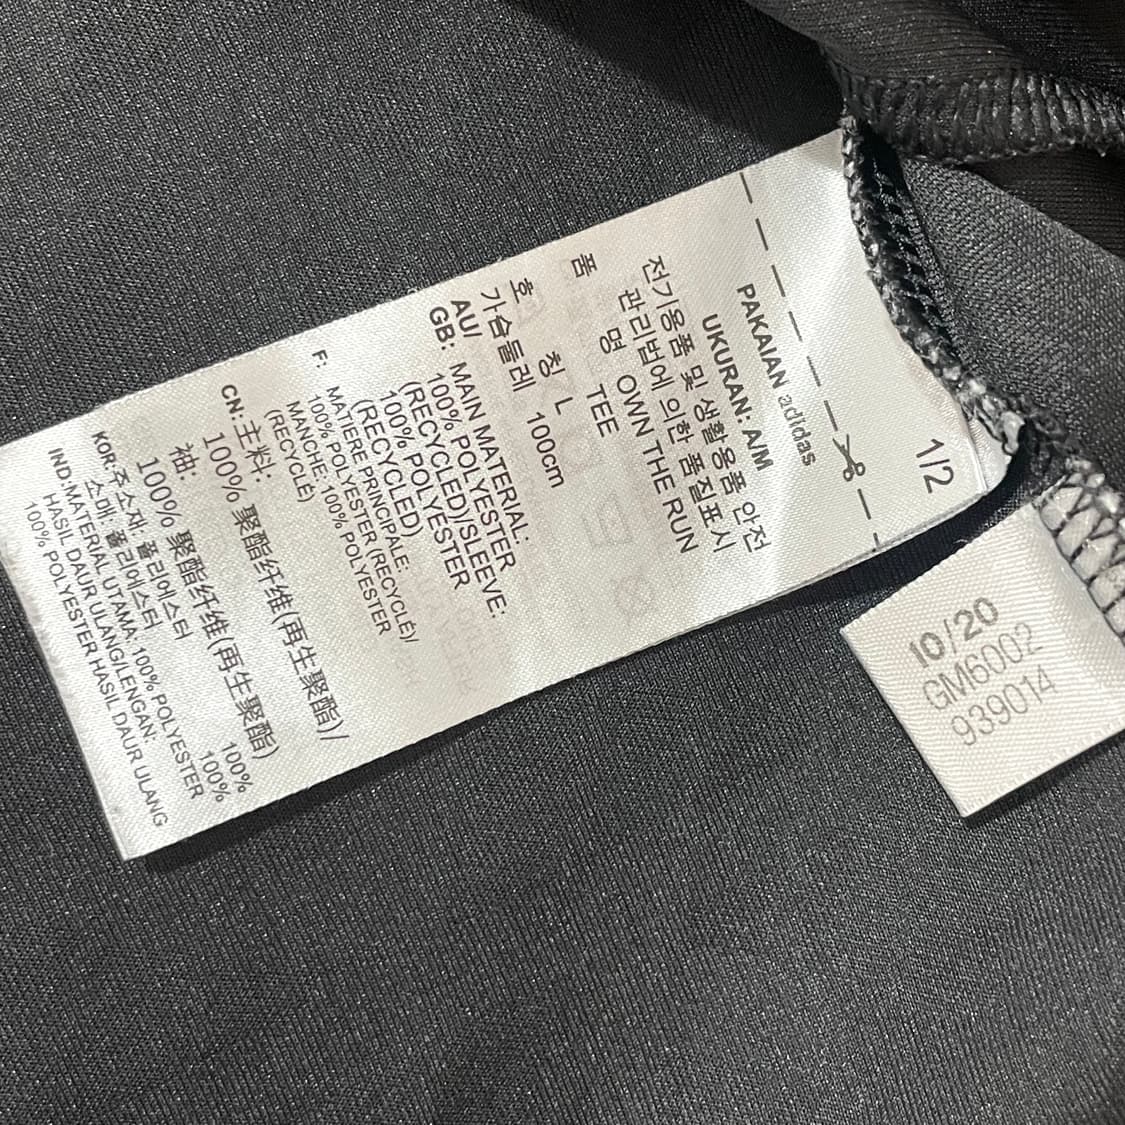 1/2
PAKAIAN adidas
UKURAN: A/M
전기용품 및 생활용품 안전
관리법에 의한 품질표시
품 명 OWN THE RUN
TEE
호 칭 L
가슴둘레 100cm
AU/
GB: MAIN MATERIAL:
100% POLYESTER
(RECYCLED)/SLEEVE:
100% POLYESTER
(RECYCLED)
F: MATIERE PRINCIPALE:
100% POLYESTER (RECYCLÉ)/
MANCHE: 100% POLYESTER
(RECYCLÉ)
CN: 主料:
100% 聚酯纤维(再生聚酯)/
袖:
100% 聚酯纤维(再生聚酯)
KOR: 주소재: 폴리에스터 100%
소매: 폴리에스터 100%
IND: MATERIAL UTAMA: 100% POLYESTER
HASIL DAUR ULANG/LENGAN:
100% POLYESTER HASIL DAUR ULANG
10/20
GM6002
939014